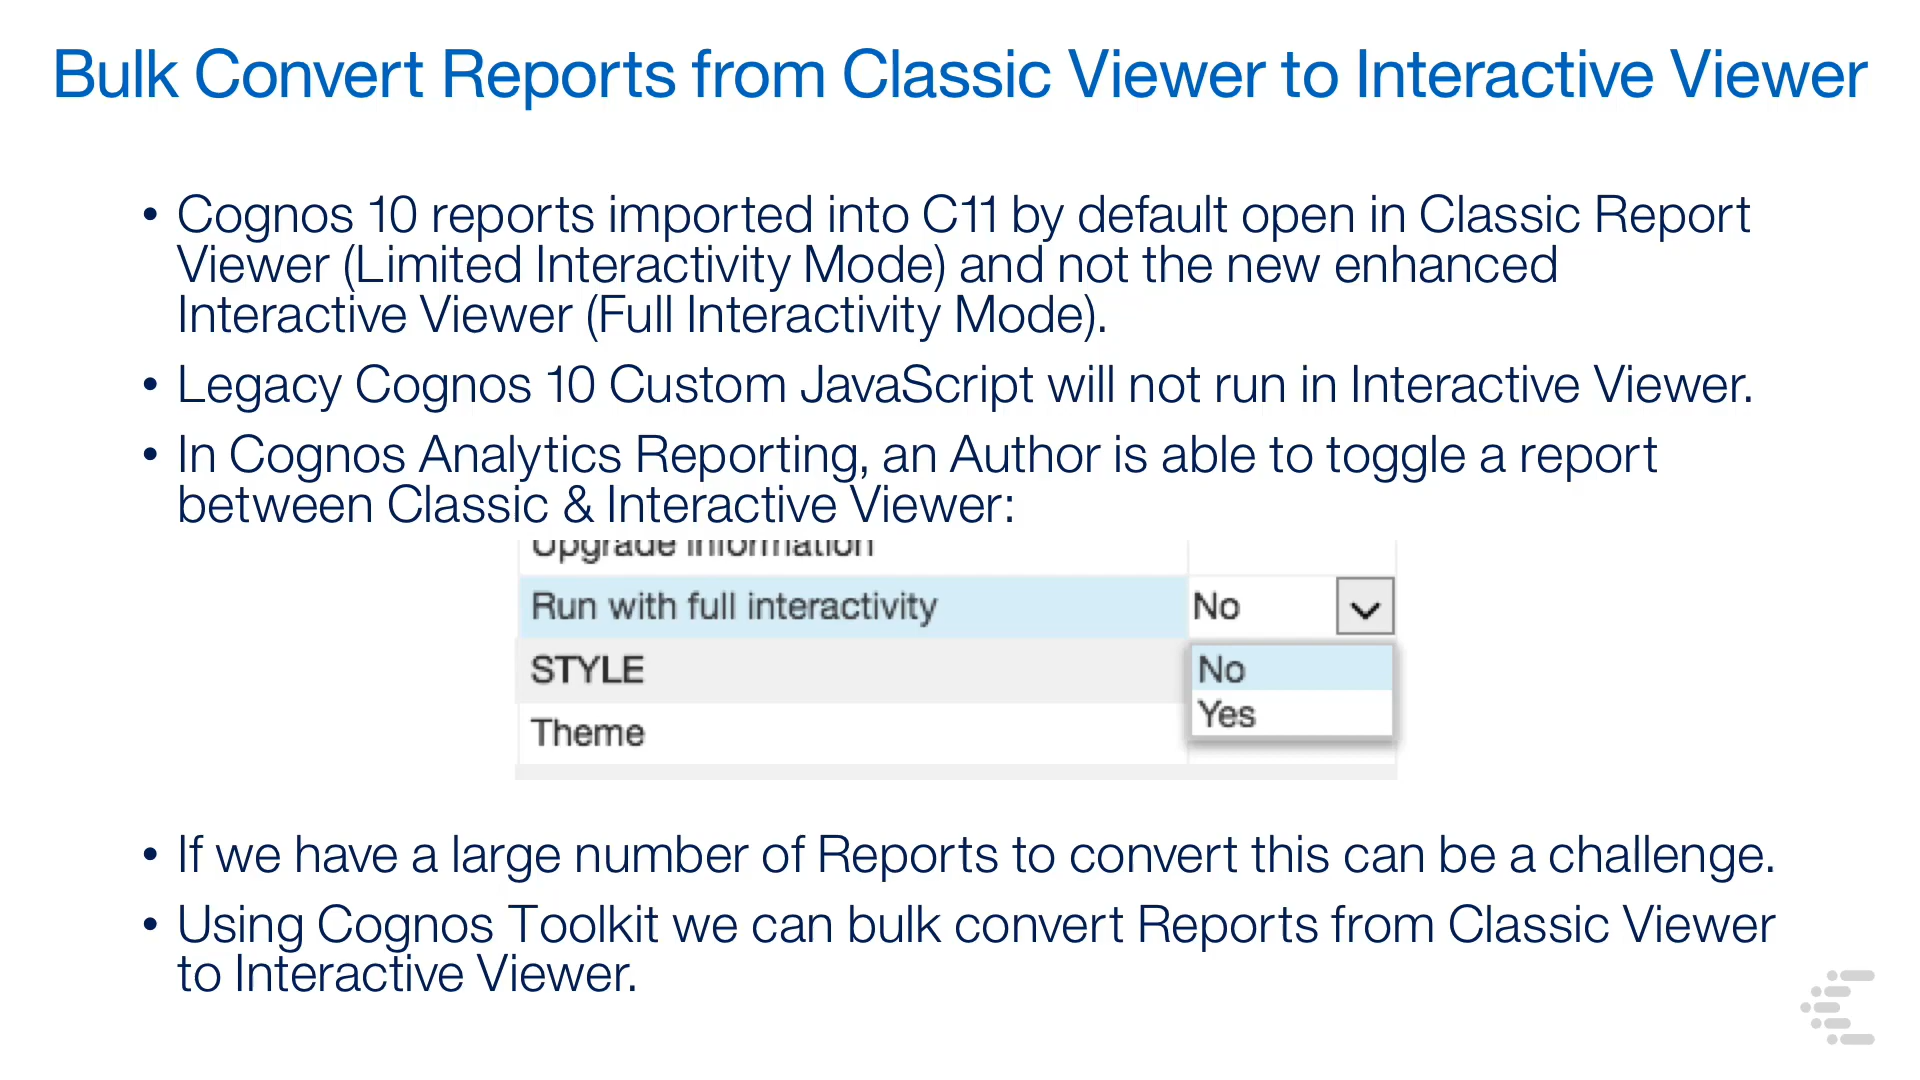 Bulk Convert Reports from Classic Viewer to Interactive Viewer
• Cognos 10 reports imported into C11 by default open in Classic Report
Viewer (Limited Interactivity Mode) and not the new enhanced
Interactive Viewer (Full Interactivity Mode).
• Legacy Cognos 10 Custom JavaScript will not run in Interactive Viewer.
• In Cognos Analytics Reporting, an Author is able to toggle a report
between Classic & Interactive Viewer:
Upgrade information
Run with full interactivity No
STYLE No
Yes
Theme
• If we have a large number of Reports to convert this can be a challenge.
• Using Cognos Toolkit we can bulk convert Reports from Classic Viewer
to Interactive Viewer.